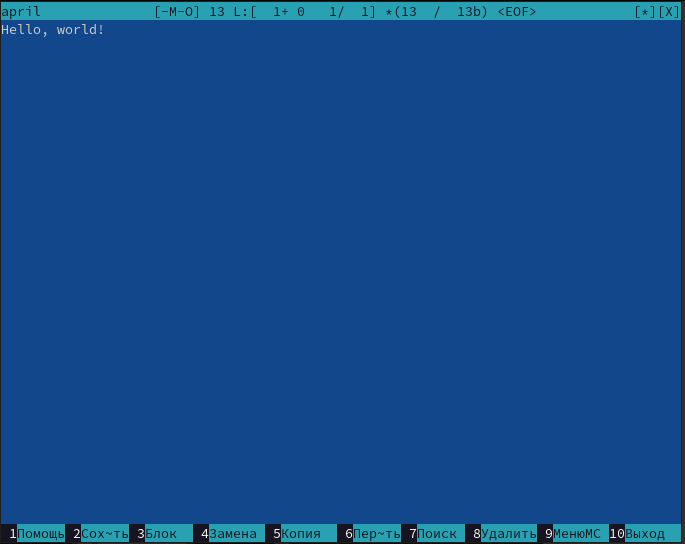 april [-M-O] 13 L:[ 1+ 0 1/ 1] *(13 / 13b) <EOF> [*][X]
Hello, world!
1Помощь 2Сох~ть 3Блок 4Замена 5Копия 6Пер~ть 7Поиск 8Удалить 9МенюМС 10Выход